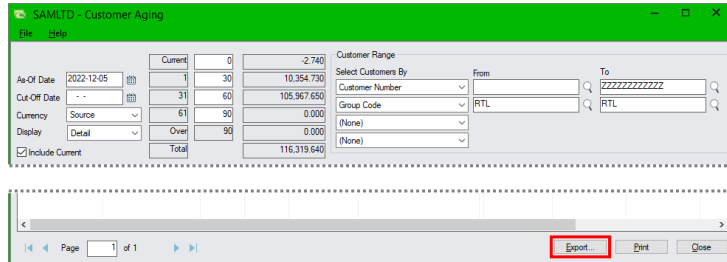 SAMLTD - Customer Aging
File Help
Current 0 -2.740 Customer Range
Select Customers By From To
As-Of Date 2022-12-05 1 30 10,354.730 Customer Number ZZZZZZZZZZZZ
Cut-Off Date - - 31 60 105,967.650 Group Code RTL RTL
Currency Source 61 90 0.000 (None)
Display Detail Over 90 0.000 (None)
Include Current Total 116,319.640
Page 1 of 1 Export... Print Close